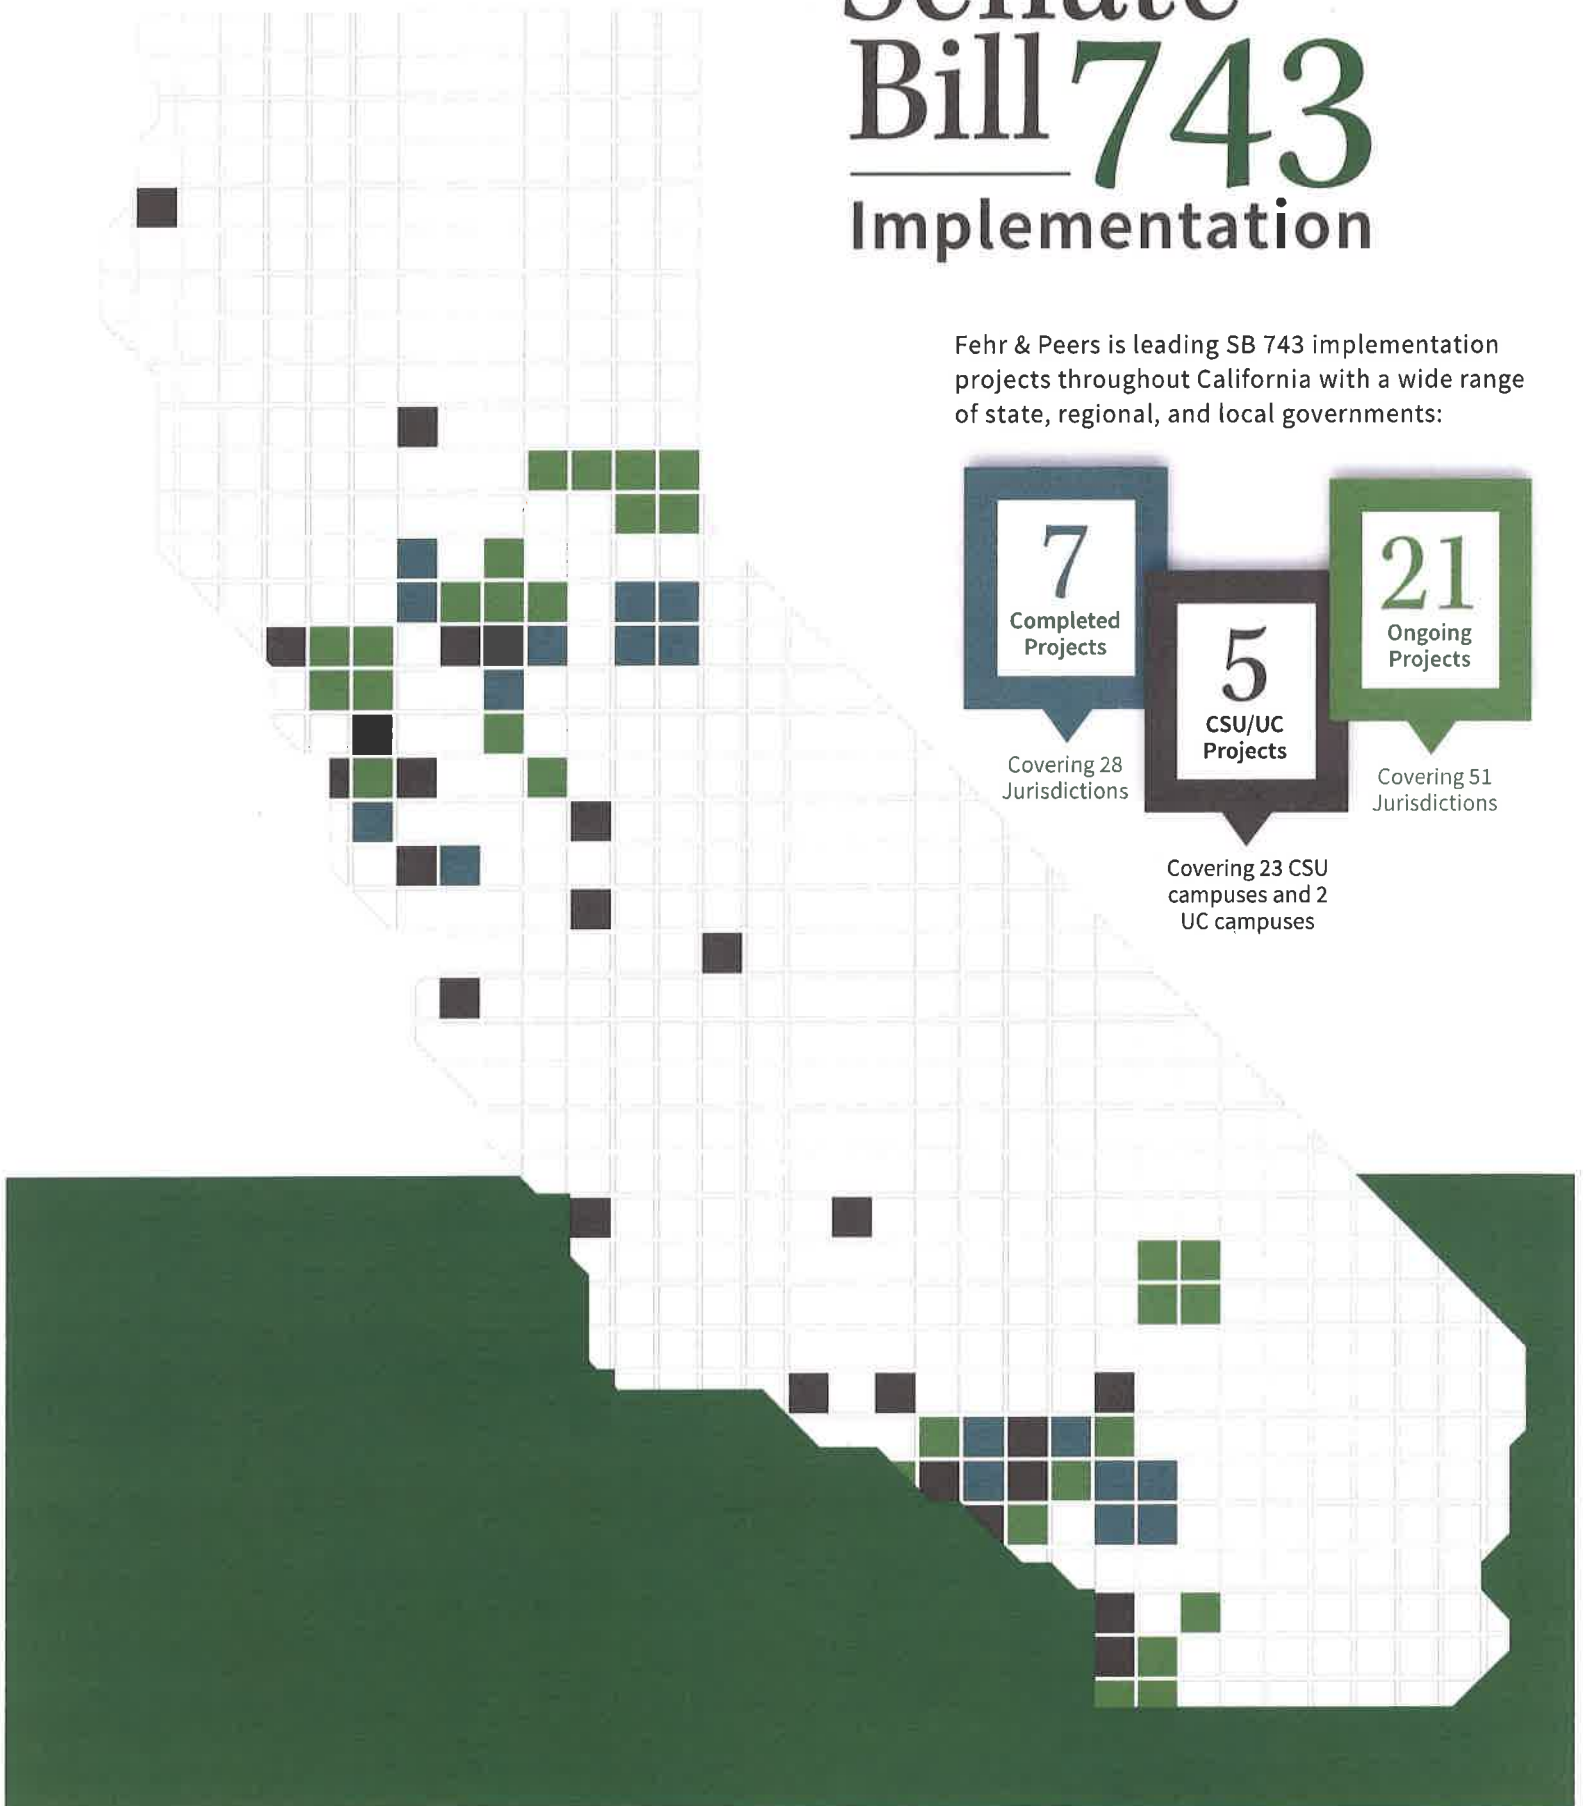 Senate
Bill 743
Implementation
Fehr & Peers is leading SB 743 implementation
projects throughout California with a wide range
of state, regional, and local governments:
7
Completed
Projects
Covering 28
Jurisdictions
5
CSU/UC
Projects
Covering 23 CSU
campuses and 2
UC campuses
21
Ongoing
Projects
Covering 51
Jurisdictions